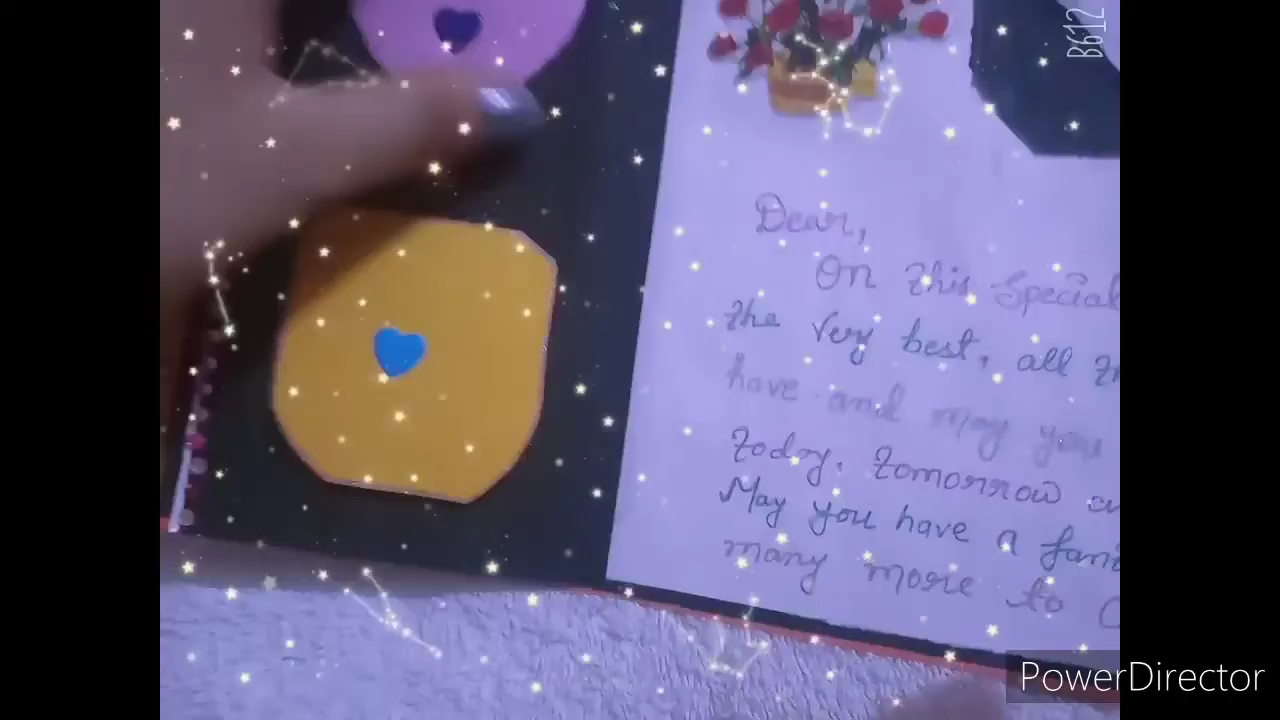 B612
Dear,
On this special
the very best, all
have and may you
today, tomorrow
May you have a
many more to
PowerDirector